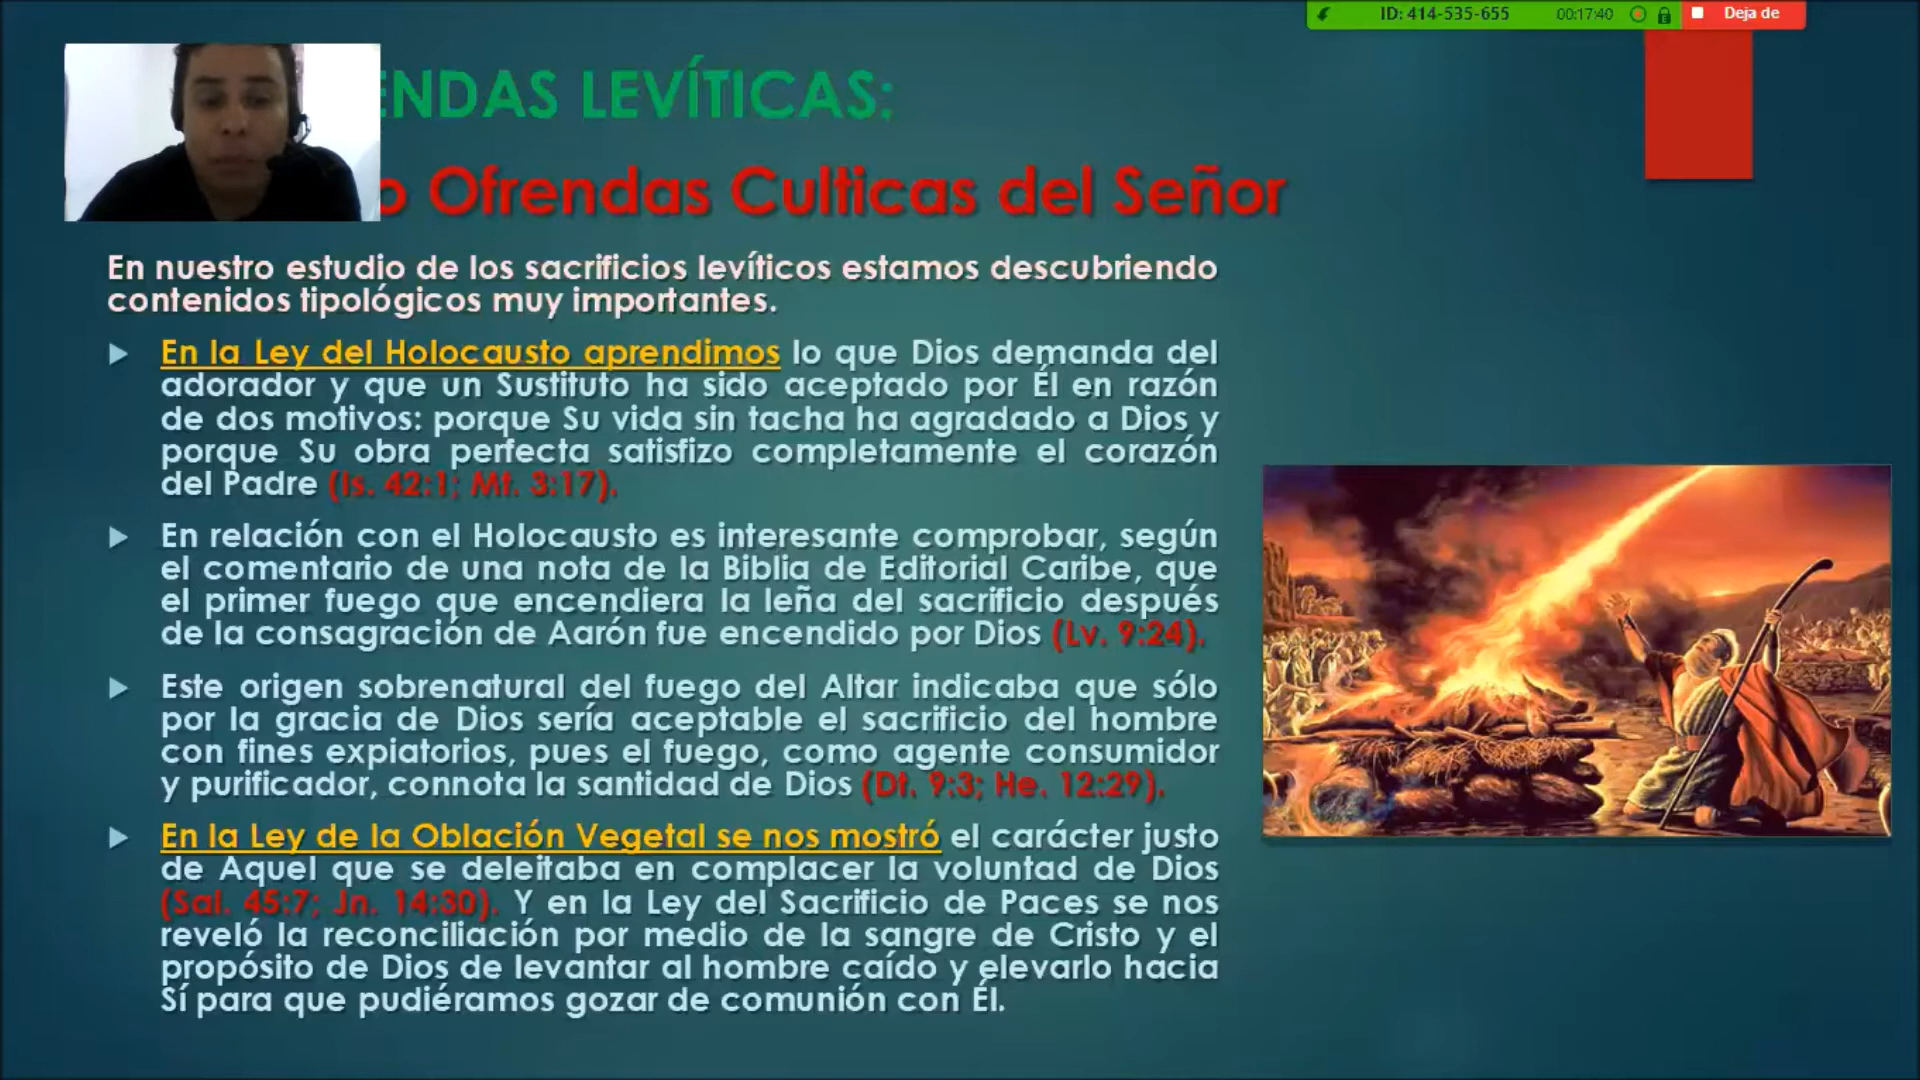 ID: 414-535-655 00:17:40 Deja de
ENDAS LEVÍTICAS:
o Ofrendas Culticas del Señor
En nuestro estudio de los sacrificios levíticos estamos descubriendo
contenidos tipológicos muy importantes.
En la Ley del Holocausto aprendimos lo que Dios demanda del
adorador y que un Sustituto ha sido aceptado por Él en razón
de dos motivos: porque Su vida sin tacha ha agradado a Dios y
porque Su obra perfecta satisfizo completamente el corazón
del Padre (Is. 42:1; Mt. 3:17).
En relación con el Holocausto es interesante comprobar, según
el comentario de una nota de la Biblia de Editorial Caribe, que
el primer fuego que encendiera la leña del sacrificio después
de la consagración de Aarón fue encendido por Dios (Lv. 9:24).
Este origen sobrenatural del fuego del Altar indicaba que sólo
por la gracia de Dios sería aceptable el sacrificio del hombre
con fines expiatorios, pues el fuego, como agente consumidor
y purificador, connota la santidad de Dios (Dt. 9:3; He. 12:29).
En la Ley de la Oblación Vegetal se nos mostró el carácter justo
de Aquel que se deleitaba en complacer la voluntad de Dios
(Sal. 45:7; Jn. 14:30). Y en la Ley del Sacrificio de Paces se nos
reveló la reconciliación por medio de la sangre de Cristo y el
propósito de Dios de levantar al hombre caído y elevarlo hacia
Sí para que pudiéramos gozar de comunión con Él.